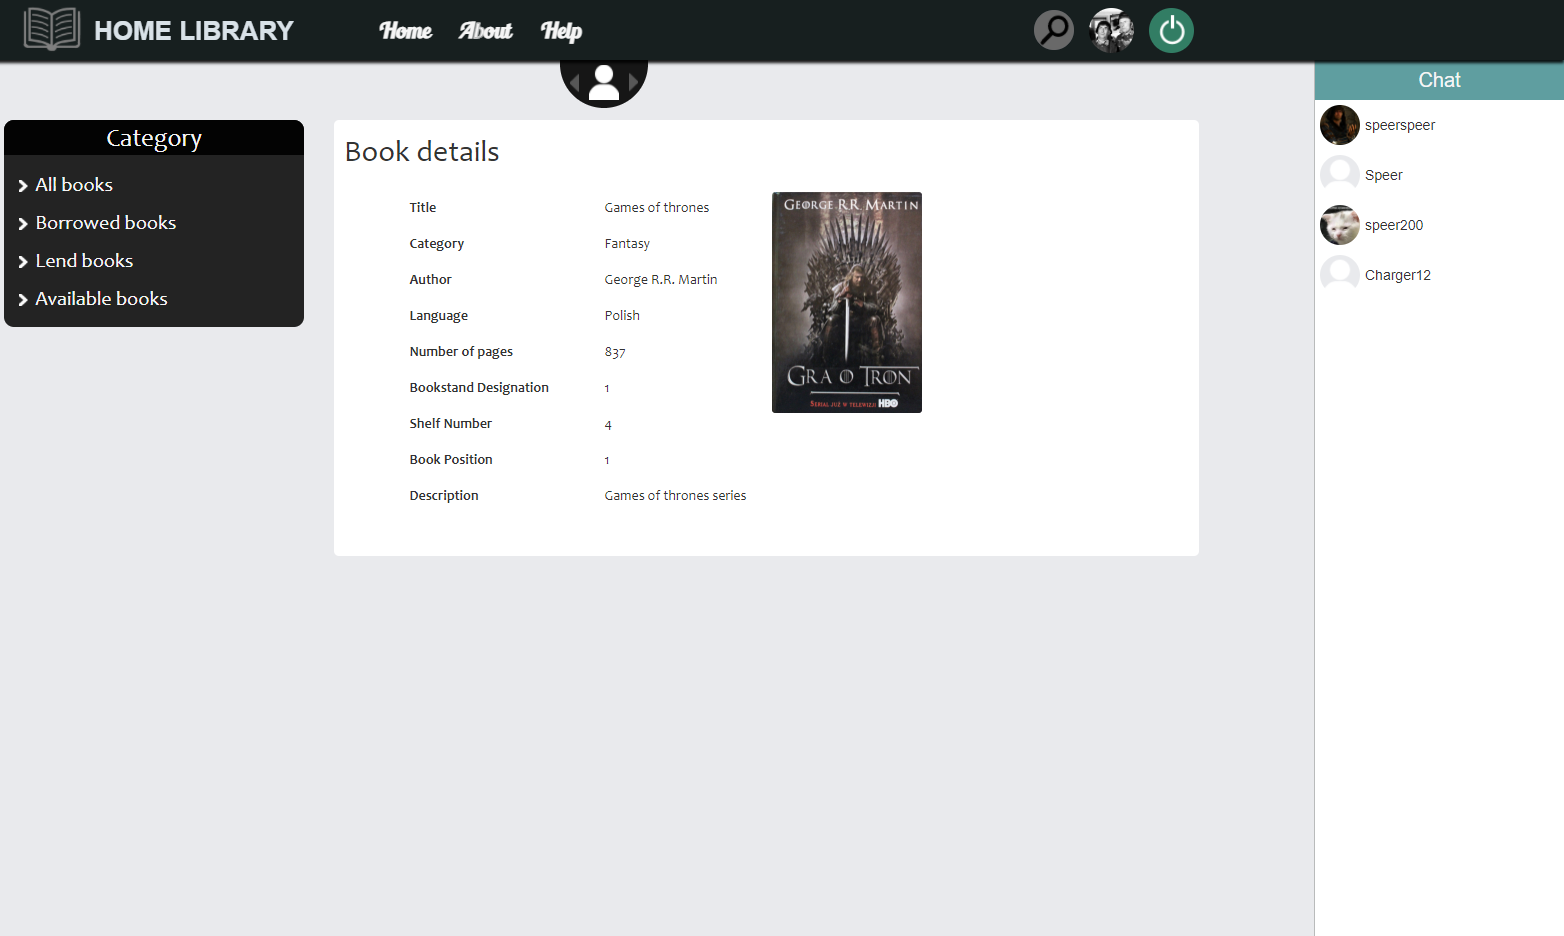 HOME LIBRARY
Home
About
Help
Category
All books
Borrowed books
Lend books
Available books
Book details
Title Games of thrones
Category Fantasy
Author George R.R. Martin
Language Polish
Number of pages 837
Bookstand Designation 1
Shelf Number 4
Book Position 1
Description Games of thrones series
GEORGE R.R. MARTIN
GRA O TRON
SERIAL JUŻ W TELEWIZJI HBO
Chat
speerspeer
Speer
speer200
Charger12